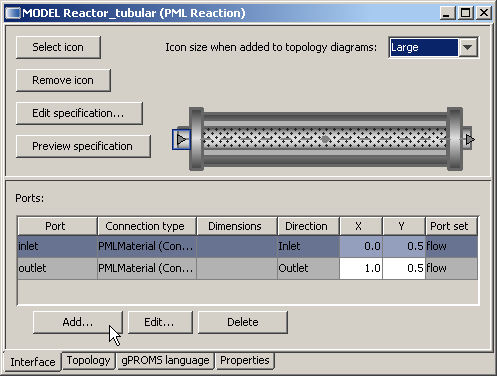 MODEL Reactor_tubular (PML Reaction)
Select icon
Icon size when added to topology diagrams: Large
Remove icon
Edit specification...
Preview specification
Ports:
Port Connection type Dimensions Direction X Y Port set
inlet PMLMaterial (Con... Inlet 0.0 0.5 flow
outlet PMLMaterial (Con... Outlet 1.0 0.5 flow
Add... Edit... Delete
Interface Topology gPROMS language Properties